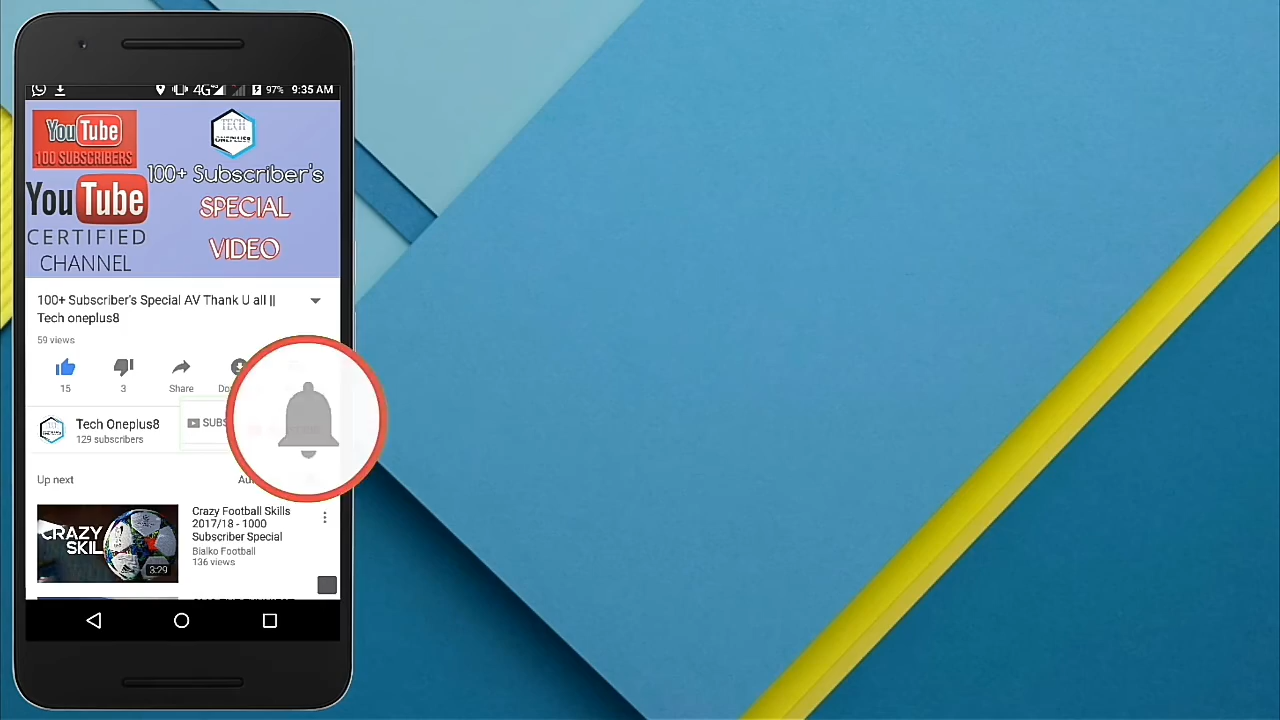 4G 97% 9:35 AM
YouTube
100 SUBSCRIBERS
TECH
ONEPLUS8
100+ Subscriber's
SPECIAL
VIDEO
YouTube
CERTIFIED
CHANNEL
100+ Subscriber's Special AV Thank U all ||
Tech oneplus8
59 views
15 3 Share
Tech Oneplus8
129 subscribers
SUBS
Up next
Crazy Football Skills
2017/18 - 1000
Subscriber Special
Bialko Football
136 views
CRAZY
SKIL
3:29